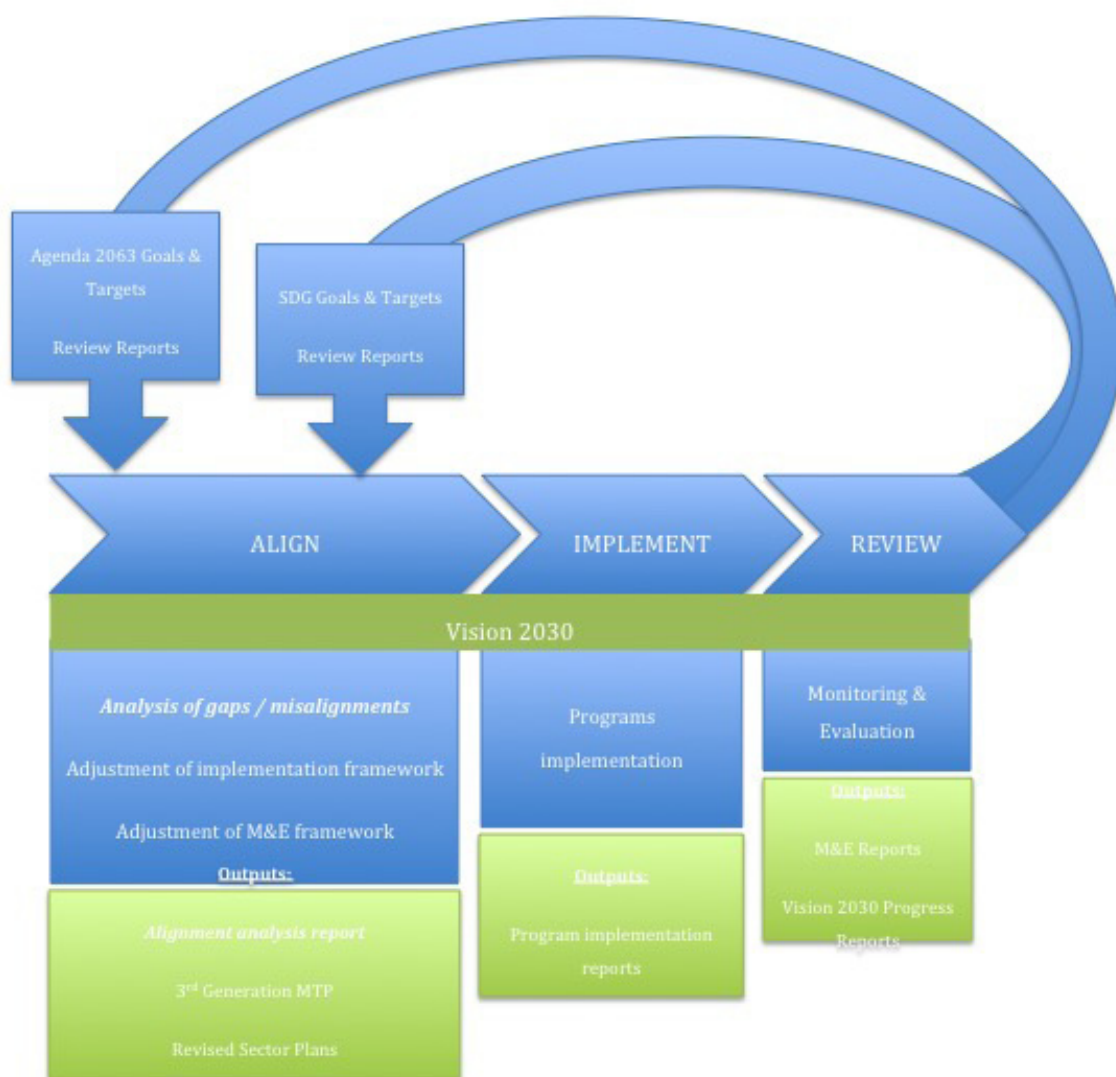 Agenda 2063 Goals &
Targets
Review Reports
SDG Goals & Targets
Review Reports
ALIGN
IMPLEMENT
REVIEW
Vision 2030
Analysis of gaps / misalignments
Adjustment of implementation framework
Adjustment of M&E framework
Outputs:
Alignment analysis report
3rd Generation MTP
Revised Sector Plans
Programs
implementation
Outputs:
Program implementation
reports
Monitoring &
Evaluation
Outputs:
M&E Reports
Vision 2030 Progress
Reports